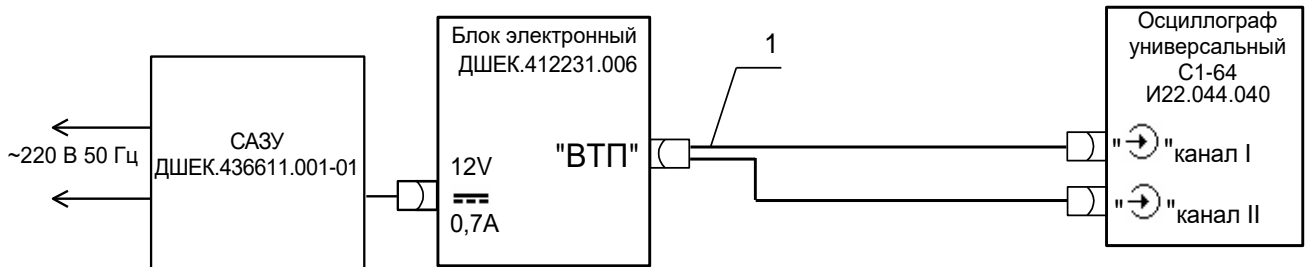 ~220 В 50 Гц
САЗУ
ДШЕК.436611.001-01
Блок электронный
ДШЕК.412231.006
"ВТП"
12V
0,7А
1
Осциллограф
универсальный
С1-64
И22.044.040
" "канал I
" "канал II